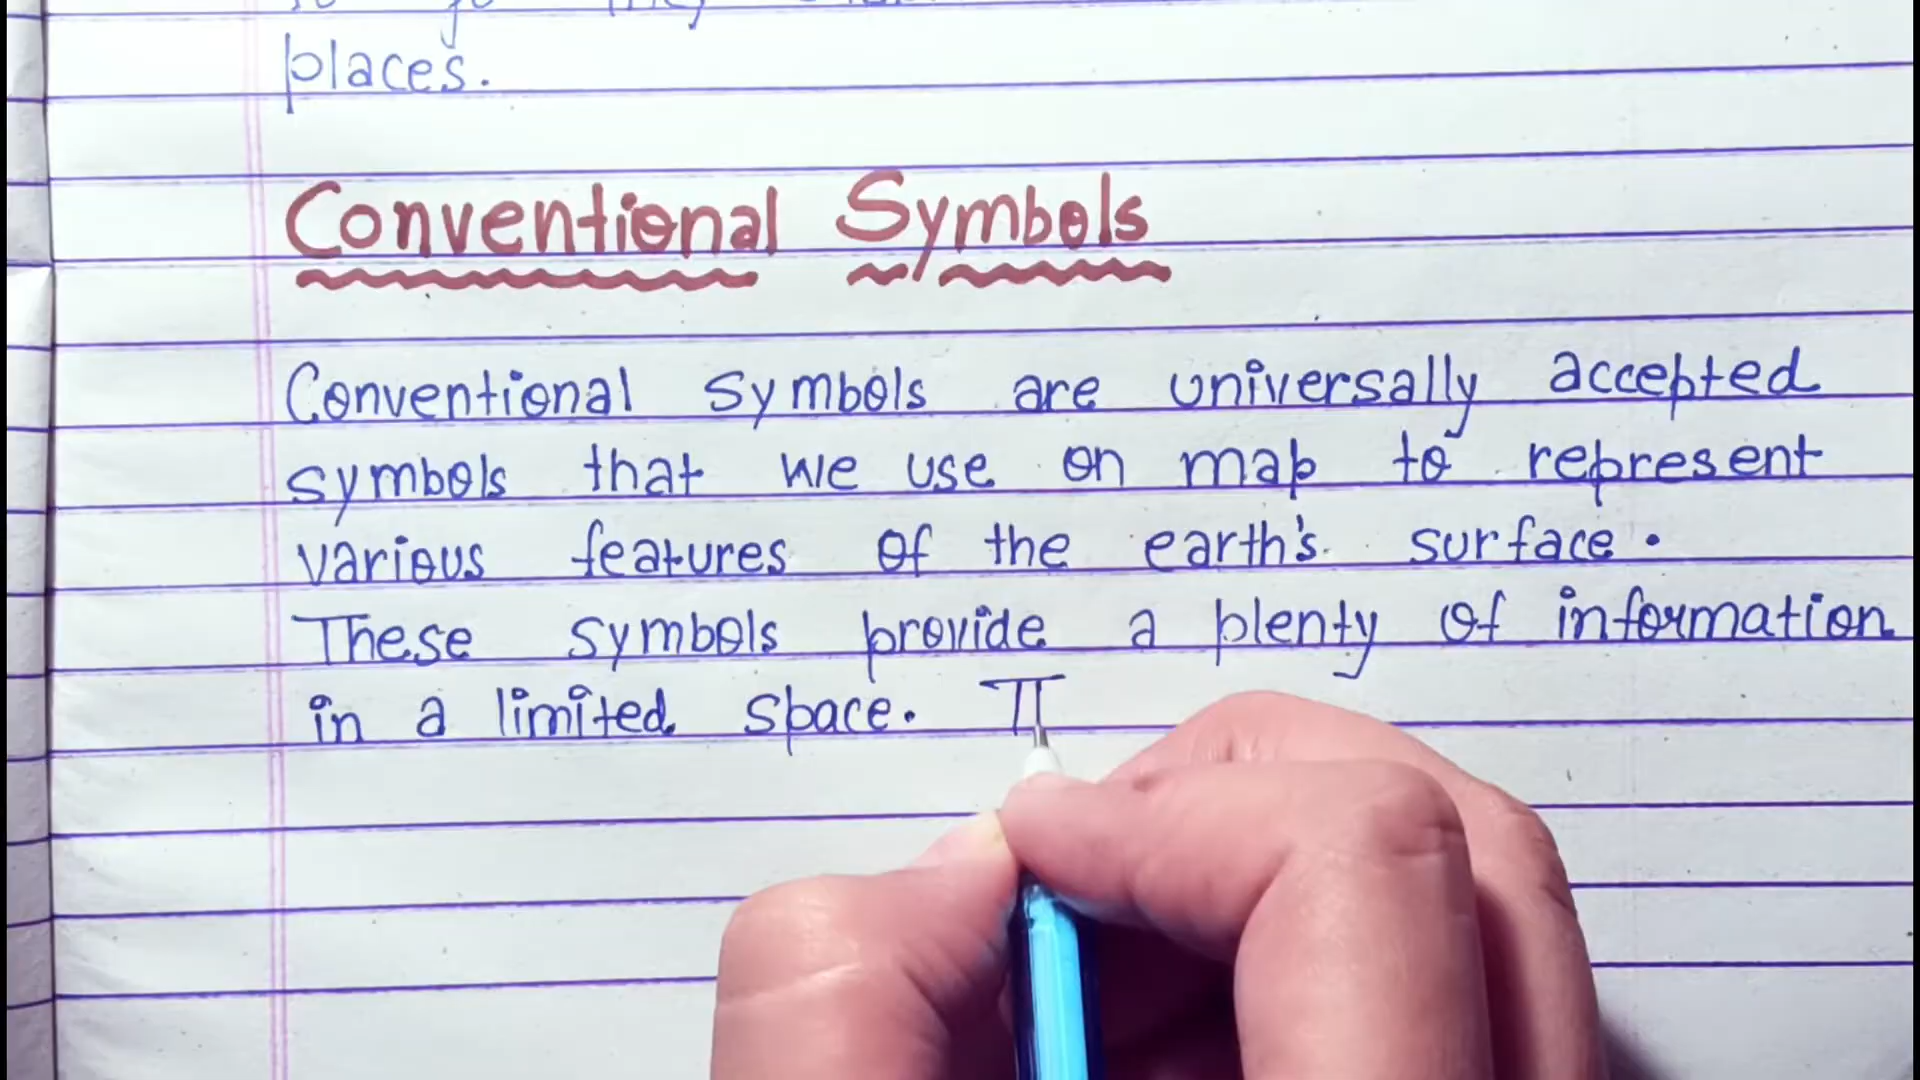 places.
Conventional Symbols
Conventional symbols are universally accepted
symbols that we use on map to represent
various features of the earth's surface.
These symbols provide a plenty of information
in a limited space. T